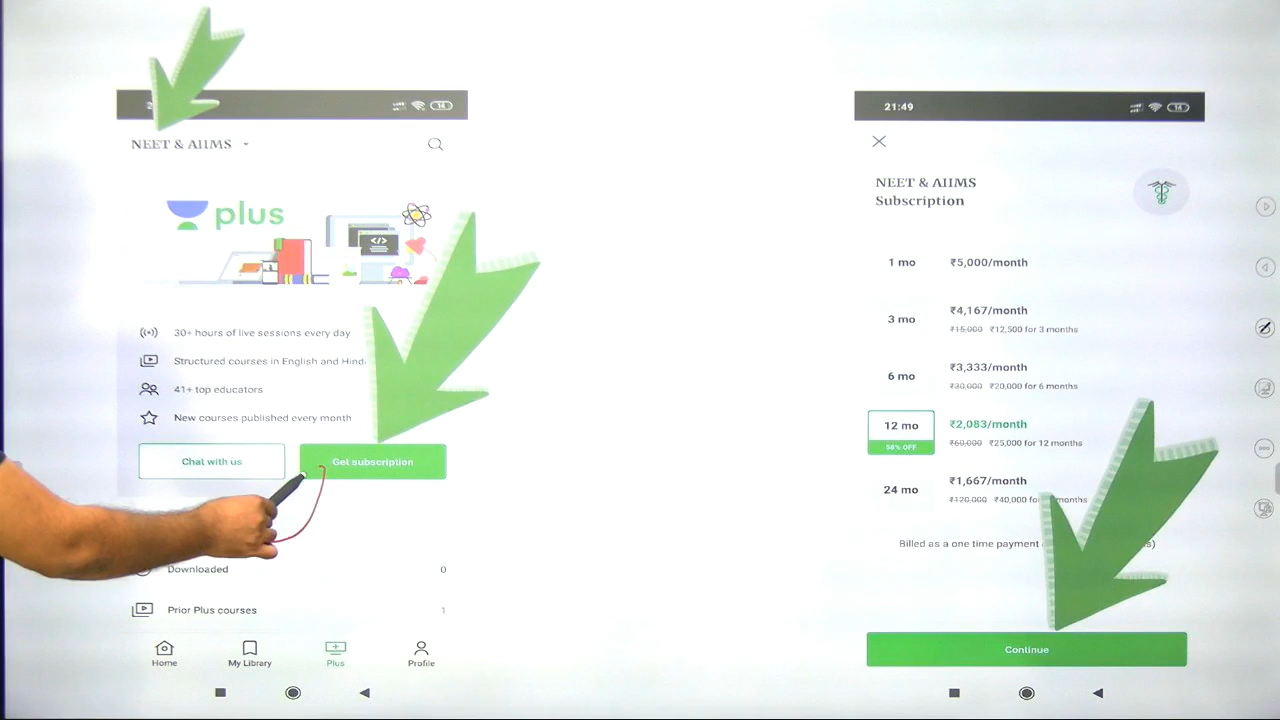 14
NEET & AIIMS
plus
</>
30+ hours of live sessions every day
Structured courses in English and Hindi
41+ top educators
New courses published every month
Chat with us
Get subscription
Downloaded
0
Prior Plus courses
1
Home
My Library
Plus
Profile
21:49
14
NEET & AIIMS
Subscription
1 mo
₹5,000/month
3 mo
₹4,167/month
₹15,000 ₹12,500 for 3 months
6 mo
₹3,333/month
₹30,000 ₹20,000 for 6 months
12 mo
58% OFF
₹2,083/month
₹60,000 ₹25,000 for 12 months
24 mo
₹1,667/month
₹120,000 ₹40,000 for months
Billed as a one time payment
Continue